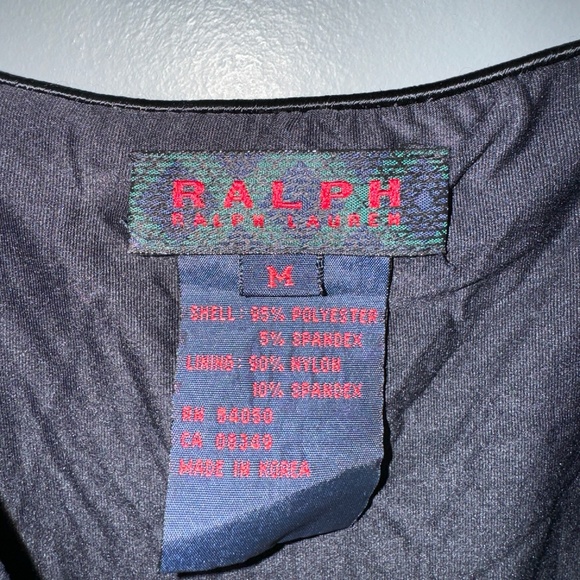 RALPH
RALPH LAUREN
M
SHELL: 95% POLYESTER
5% SPANDEX
LINING: 90% NYLON
10% SPANDEX
RN 54050
CA 08349
MADE IN KOREA